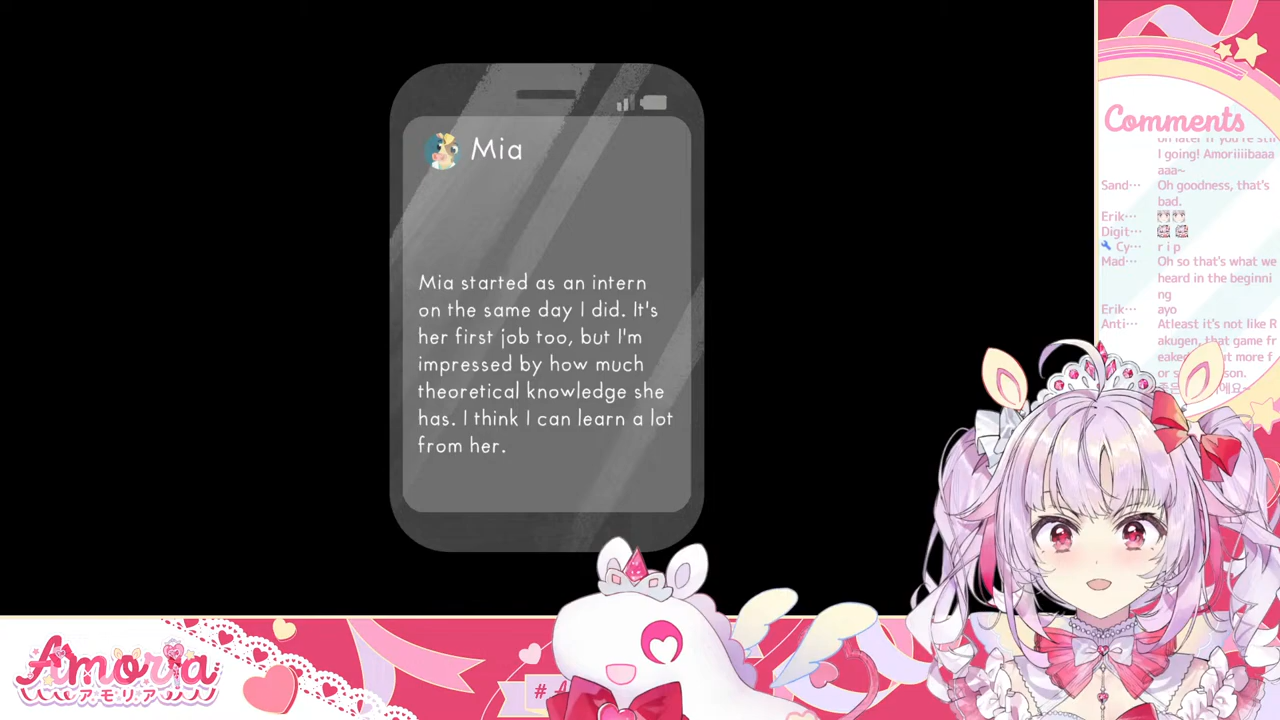 Mia
Mia started as an intern
on the same day I did. It's
her first job too, but I'm
impressed by how much
theoretical knowledge she
has. I think I can learn a lot
from her.
Comments
I going! Amoriiiibaaa
aaa~
Sand… Oh goodness, that's
bad.
Erik…
Digit…
Cy… r i p
Mad… Oh so that's what we
heard in the beginni
ng
Erik… ayo
Anti… Atleast it's not like R
akugen, that game fr
Amoria
アモリア
#